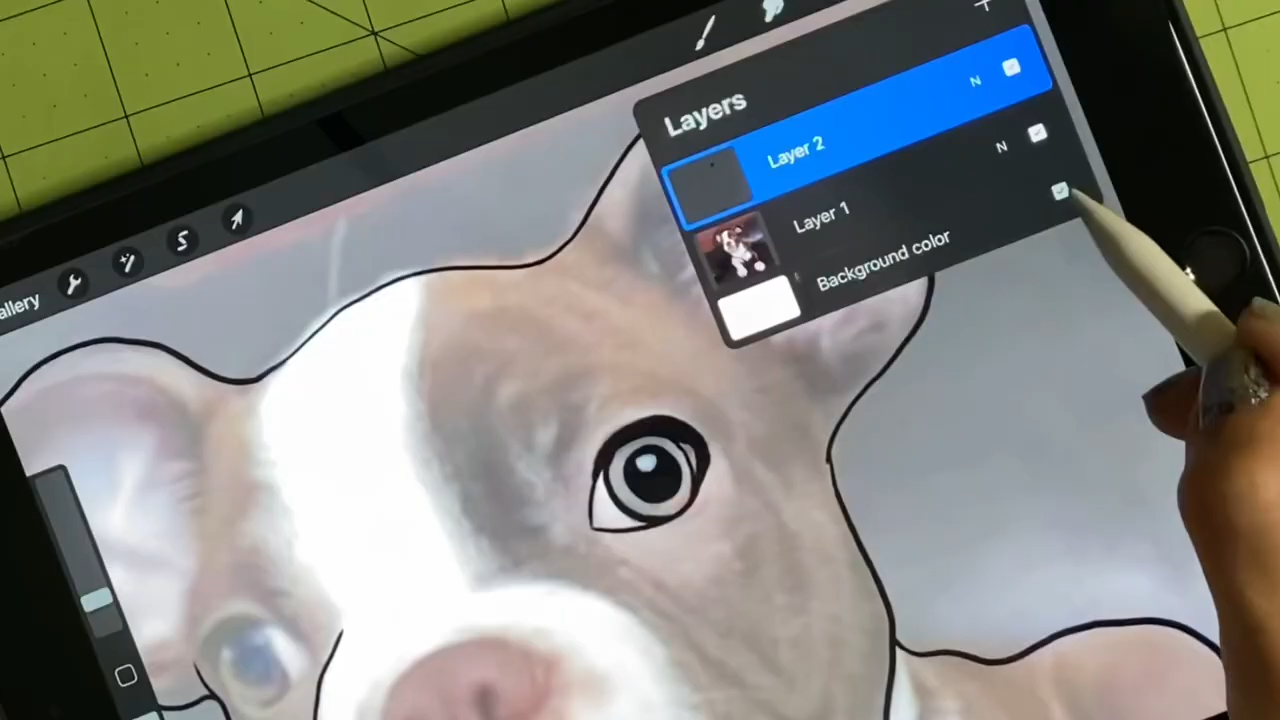 allery
S
Layers
Layer 2
N
Layer 1
N
Background color